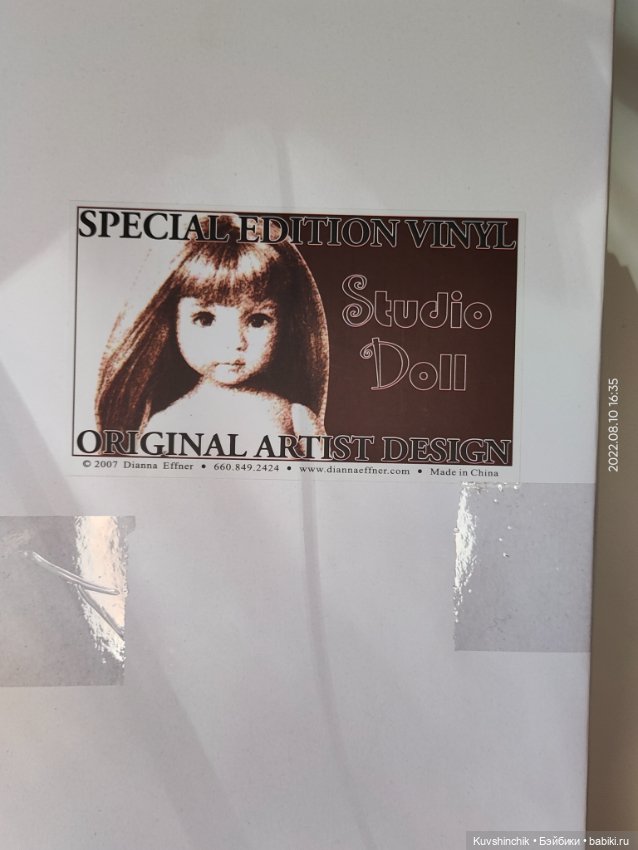 SPECIAL EDITION VINYL
Studio
Doll
ORIGINAL ARTIST DESIGN
© 2007 Dianna Effner • 660.849.2424 • www.diannaeffner.com • Made in China
2022.08.10 16:35
Kuvshinchik • Бэйбики • babiki.ru